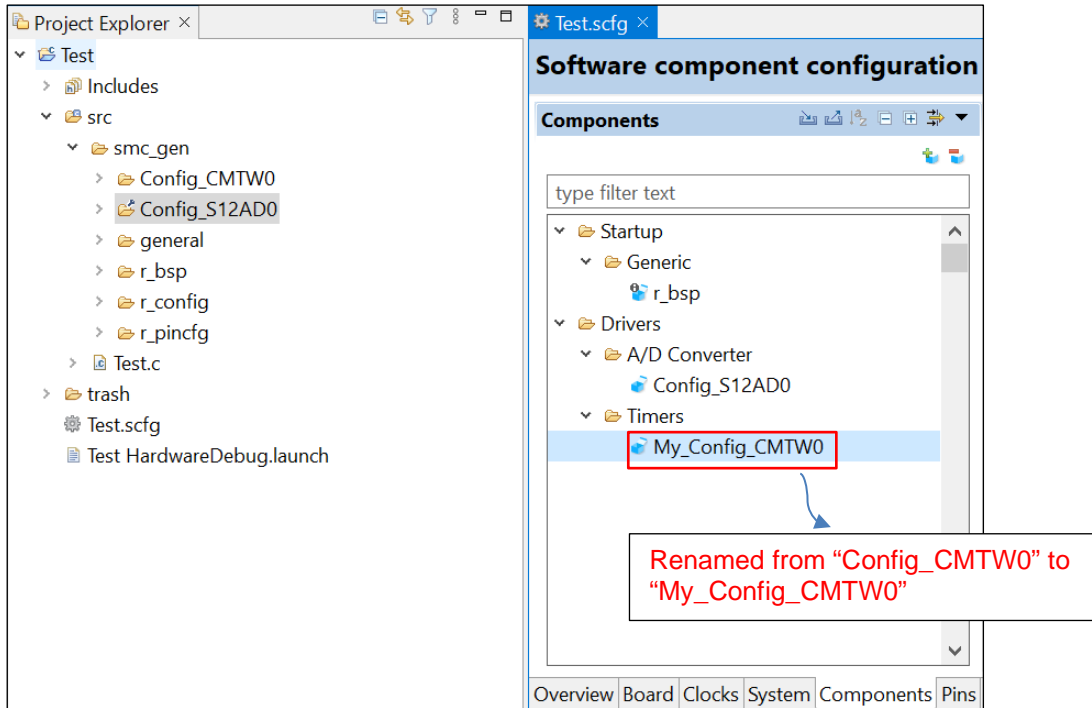 Project Explorer
Test
Includes
src
smc_gen
Config_CMTW0
Config_S12AD0
general
r_bsp
r_config
r_pincfg
Test.c
trash
Test.scfg
Test HardwareDebug.launch
Test.scfg
Software component configuration
Components
type filter text
Startup
Generic
r_bsp
Drivers
A/D Converter
Config_S12AD0
Timers
My_Config_CMTW0
Renamed from “Config_CMTW0” to
“My_Config_CMTW0”
Overview Board Clocks System Components Pins